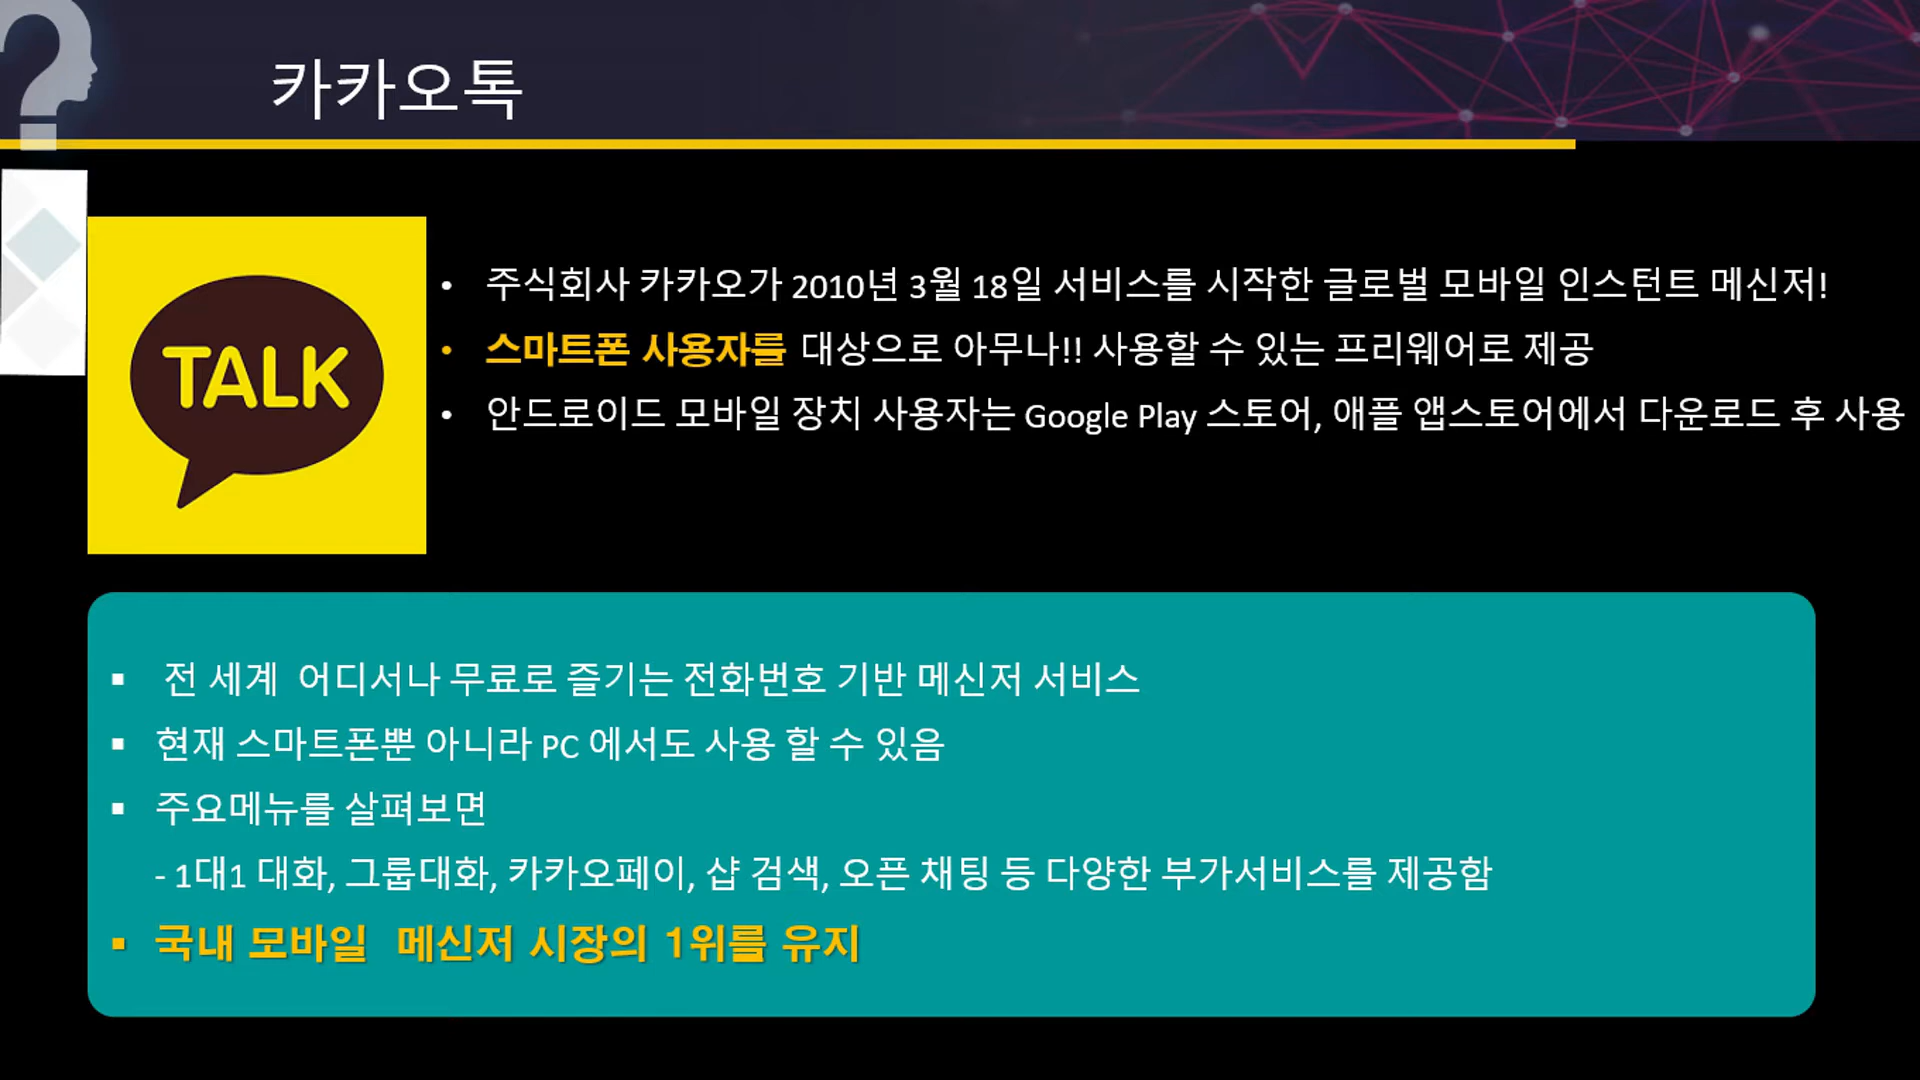 카카오톡
TALK
• 주식회사 카카오가 2010년 3월 18일 서비스를 시작한 글로벌 모바일 인스턴트 메신저!
• 스마트폰 사용자를 대상으로 아무나!! 사용할 수 있는 프리웨어로 제공
• 안드로이드 모바일 장치 사용자는 Google Play 스토어, 애플 앱스토어에서 다운로드 후 사용
▪ 전 세계 어디서나 무료로 즐기는 전화번호 기반 메신저 서비스
▪ 현재 스마트폰뿐 아니라 PC 에서도 사용 할 수 있음
▪ 주요메뉴를 살펴보면
- 1대1 대화, 그룹대화, 카카오페이, 샵 검색, 오픈 채팅 등 다양한 부가서비스를 제공함
▪ 국내 모바일 메신저 시장의 1위를 유지